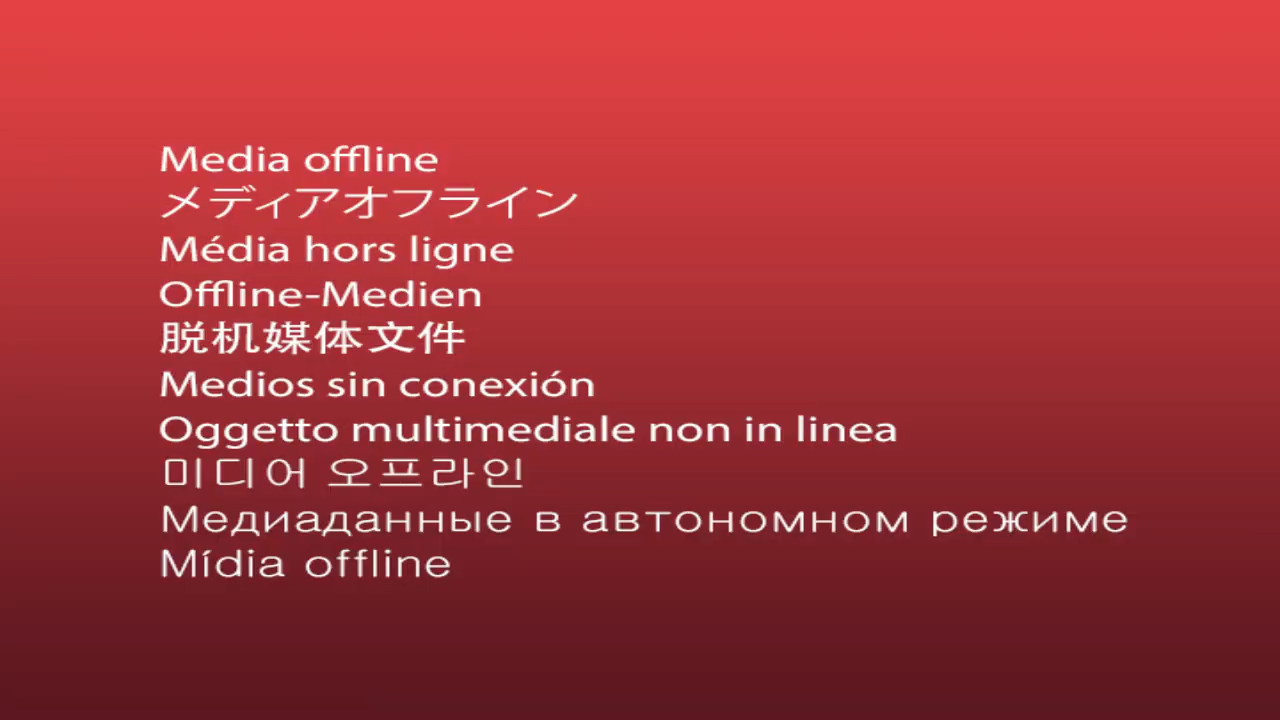 Media offline
メディアオフライン
Média hors ligne
Offline-Medien
脱机媒体文件
Medios sin conexión
Oggetto multimediale non in linea
미디어 오프라인
Медиаданные в автономном режиме
Mídia offline